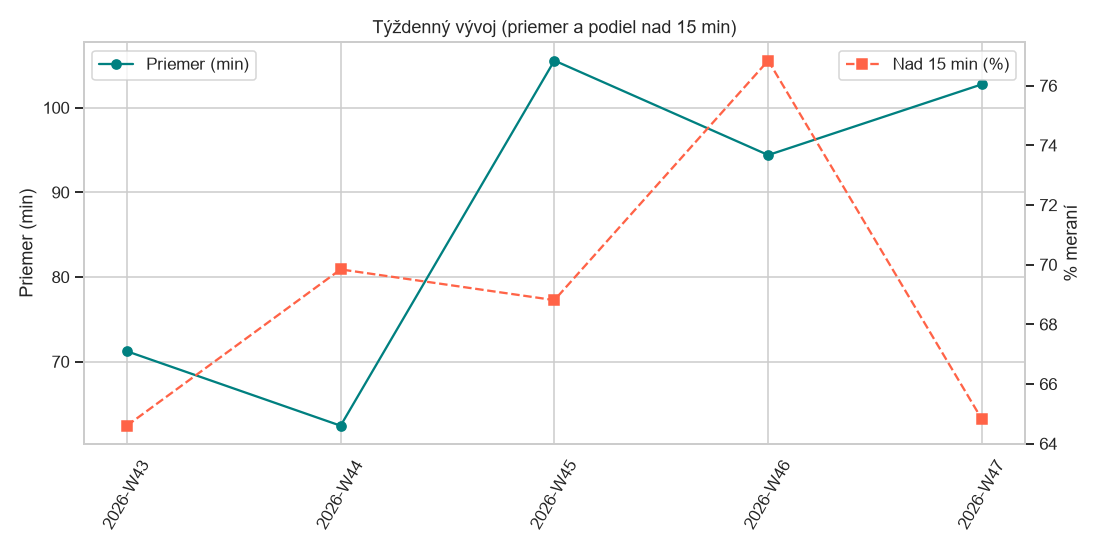 Týždenný vývoj (priemer a podiel nad 15 min)
Priemer (min)
Nad 15 min (%)
Priemer (min)
100
90
80
70
% meraní
76
74
72
70
68
66
64
2026-W43
2026-W44
2026-W45
2026-W46
2026-W47